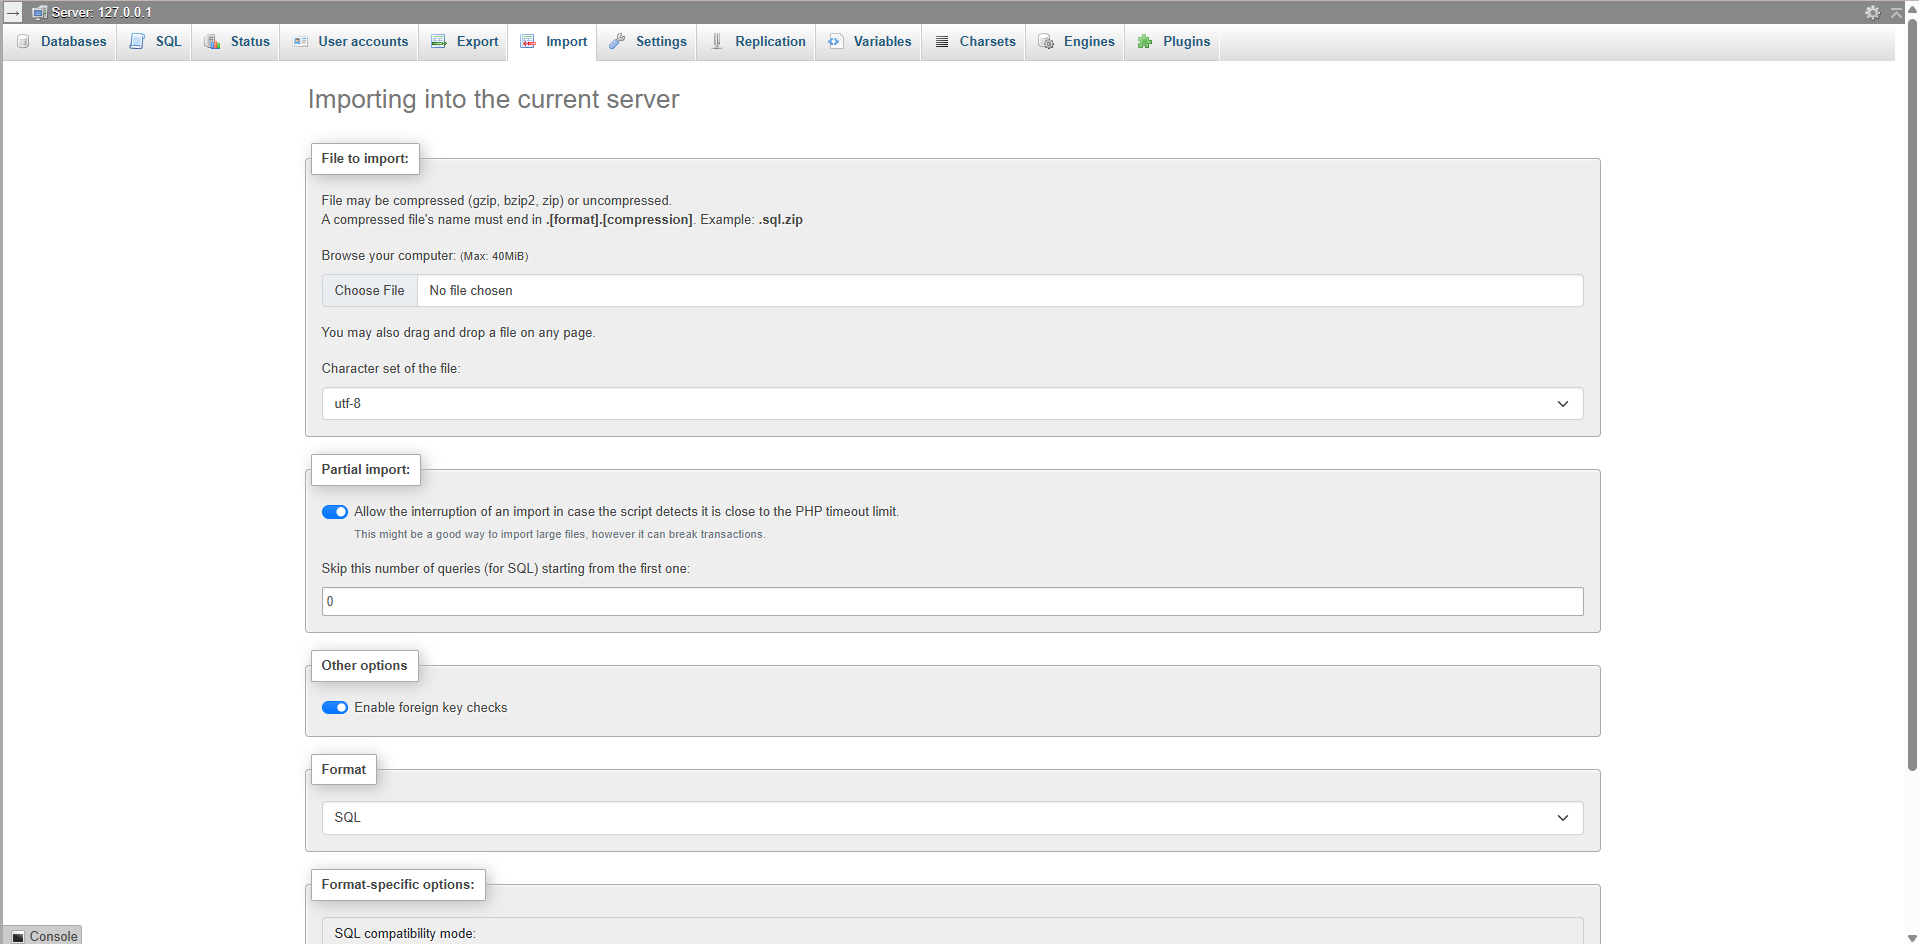 Server: 127.0.0.1
Databases SQL Status User accounts Export Import Settings Replication Variables Charsets Engines Plugins
Importing into the current server
File to import:
File may be compressed (gzip, bzip2, zip) or uncompressed.
A compressed file's name must end in .[format].[compression]. Example: .sql.zip
Browse your computer: (Max: 40MiB)
Choose File No file chosen
You may also drag and drop a file on any page.
Character set of the file:
utf-8
Partial import:
Allow the interruption of an import in case the script detects it is close to the PHP timeout limit.
This might be a good way to import large files, however it can break transactions.
Skip this number of queries (for SQL) starting from the first one:
0
Other options
Enable foreign key checks
Format
SQL
Format-specific options:
SQL compatibility mode:
Console